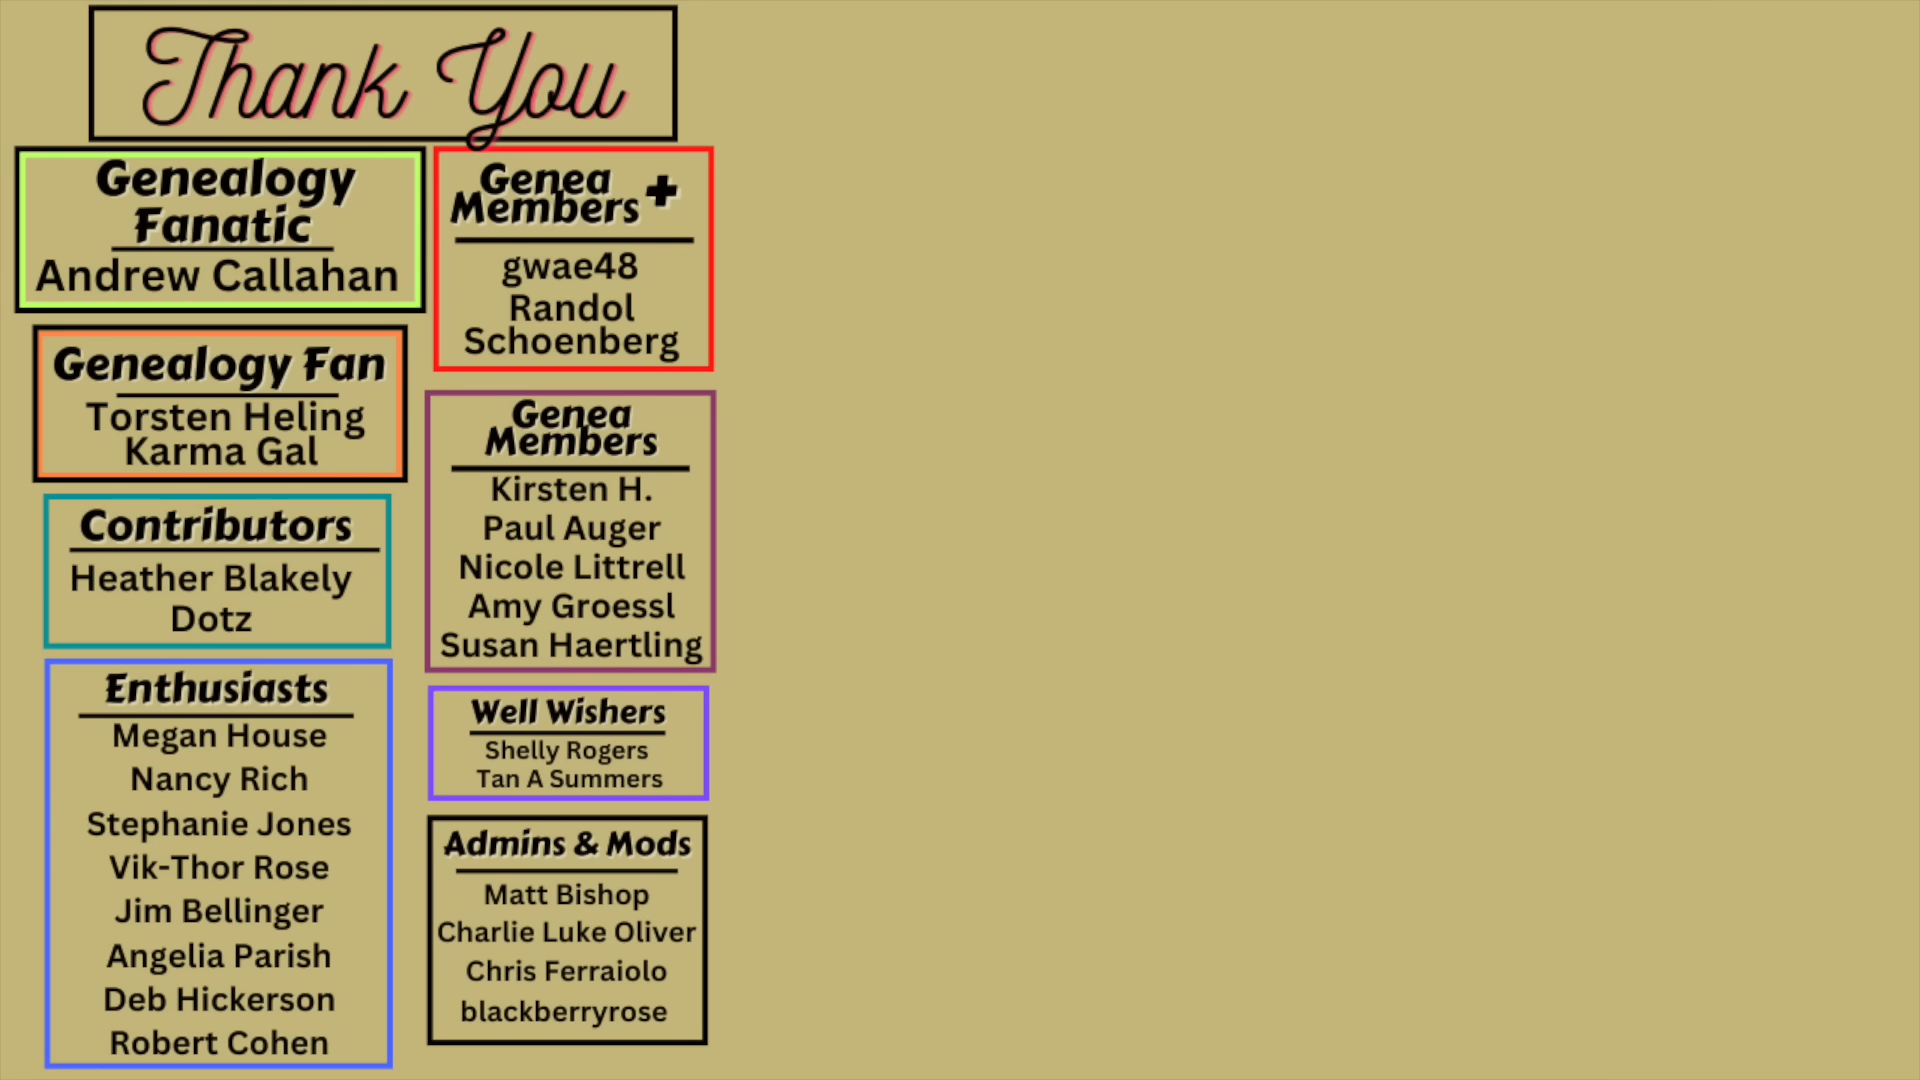 Thank You
Genealogy
Fanatic
Andrew Callahan
Genealogy Fan
Torsten Heling
Karma Gal
Contributors
Heather Blakely
Dotz
Enthusiasts
Megan House
Nancy Rich
Stephanie Jones
Vik-Thor Rose
Jim Bellinger
Angelia Parish
Deb Hickerson
Robert Cohen
Genea
Members +
gwae48
Randol
Schoenberg
Genea
Members
Kirsten H.
Paul Auger
Nicole Littrell
Amy Groessl
Susan Haertling
Well Wishers
Shelly Rogers
Tan A Summers
Admins & Mods
Matt Bishop
Charlie Luke Oliver
Chris Ferraiolo
blackberryrose